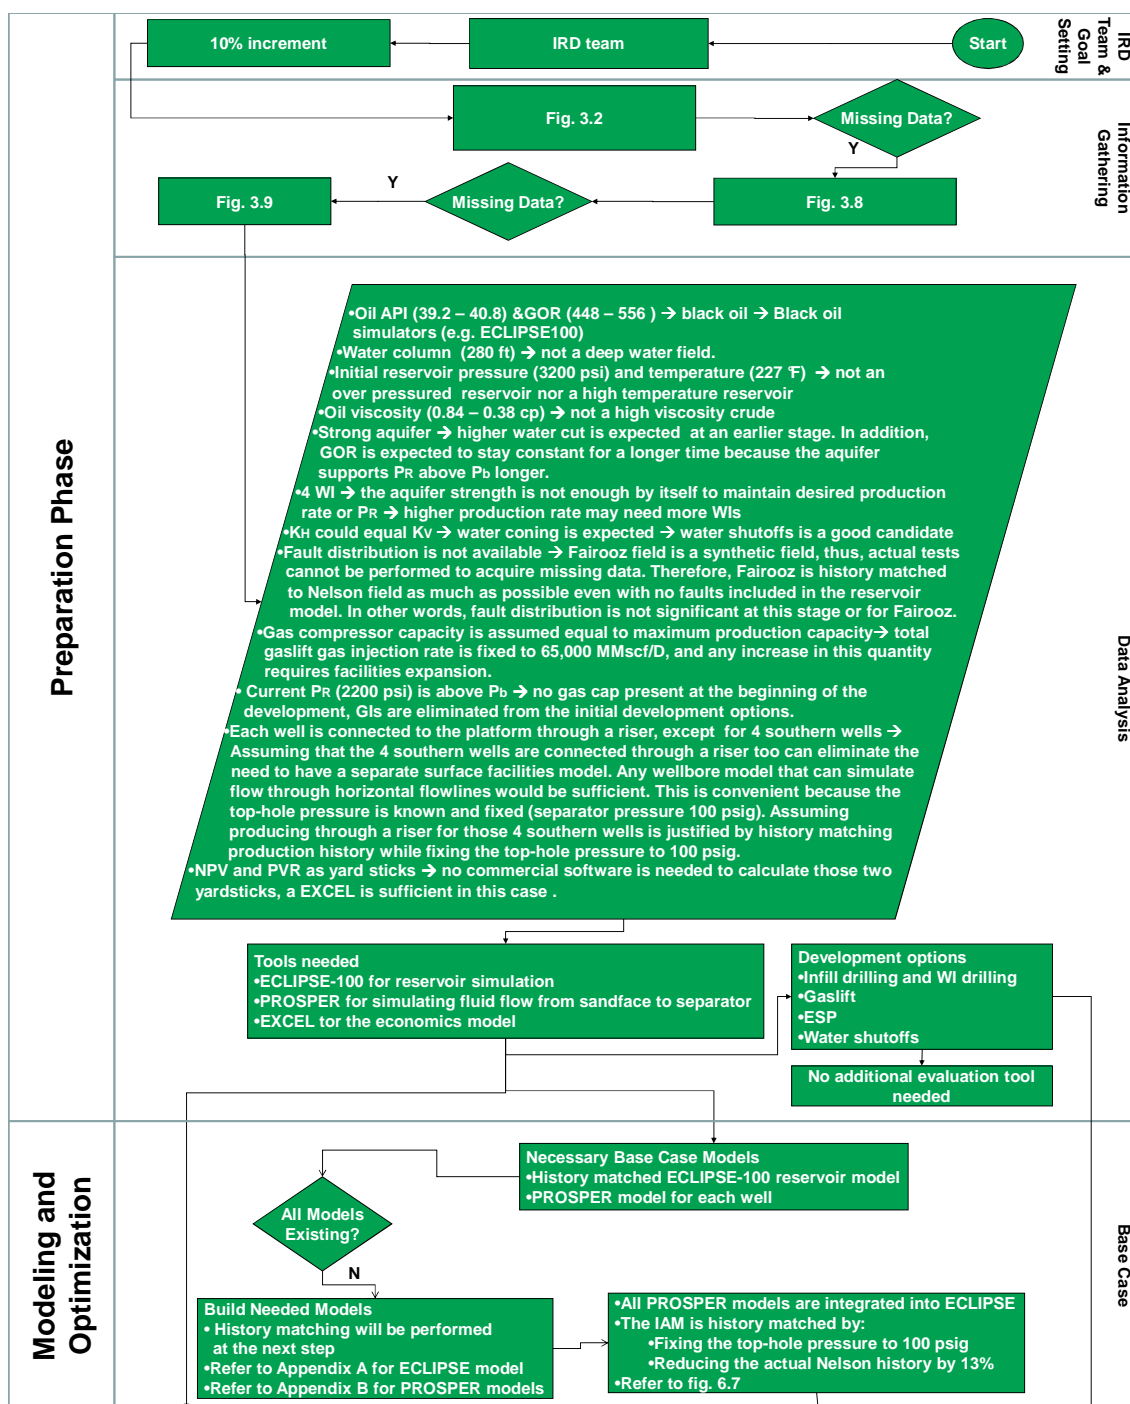 IRD
Team &
Goal
Setting
Start
IRD team
10% increment
Information
Gathering
Fig. 3.2
Missing Data?
Y
Fig. 3.8
Missing Data?
Y
Fig. 3.9
Preparation Phase
Data Analysis
•Oil API (39.2 – 40.8) &GOR (448 – 556 ) → black oil → Black oil
simulators (e.g. ECLIPSE100)
•Water column (280 ft) → not a deep water field.
•Initial reservoir pressure (3200 psi) and temperature (227 °F) → not an
over pressured reservoir nor a high temperature reservoir
•Oil viscosity (0.84 – 0.38 cp) → not a high viscosity crude
•Strong aquifer → higher water cut is expected at an earlier stage. In addition,
GOR is expected to stay constant for a longer time because the aquifer
supports PR above Pb longer.
•4 WI → the aquifer strength is not enough by itself to maintain desired production
rate or PR → higher production rate may need more WIs
•KH could equal KV → water coning is expected → water shutoffs is a good candidate
•Fault distribution is not available → Fairooz field is a synthetic field, thus, actual tests
cannot be performed to acquire missing data. Therefore, Fairooz is history matched
to Nelson field as much as possible even with no faults included in the reservoir
model. In other words, fault distribution is not significant at this stage or for Fairooz.
•Gas compressor capacity is assumed equal to maximum production capacity→ total
gaslift gas injection rate is fixed to 65,000 MMscf/D, and any increase in this quantity
requires facilities expansion.
• Current PR (2200 psi) is above Pb → no gas cap present at the beginning of the
development, GIs are eliminated from the initial development options.
•Each well is connected to the platform through a riser, except for 4 southern wells →
Assuming that the 4 southern wells are connected through a riser too can eliminate the
need to have a separate surface facilities model. Any wellbore model that can simulate
flow through horizontal flowlines would be sufficient. This is convenient because the
top-hole pressure is known and fixed (separator pressure 100 psig). Assuming
producing through a riser for those 4 southern wells is justified by history matching
production history while fixing the top-hole pressure to 100 psig.
•NPV and PVR as yard sticks → no commercial software is needed to calculate those two
yardsticks, a EXCEL is sufficient in this case .
Tools needed
•ECLIPSE-100 for reservoir simulation
•PROSPER for simulating fluid flow from sandface to separator
•EXCEL tor the economics model
Development options
•Infill drilling and WI drilling
•Gaslift
•ESP
•Water shutoffs
No additional evaluation tool
needed
Modeling and
Optimization
Base Case
Necessary Base Case Models
•History matched ECLIPSE-100 reservoir model
•PROSPER model for each well
All Models
Existing?
N
Build Needed Models
• History matching will be performed
at the next step
•Refer to Appendix A for ECLIPSE model
•Refer to Appendix B for PROSPER models
•All PROSPER models are integrated into ECLIPSE
•The IAM is history matched by:
•Fixing the top-hole pressure to 100 psig
•Reducing the actual Nelson history by 13%
•Refer to fig. 6.7